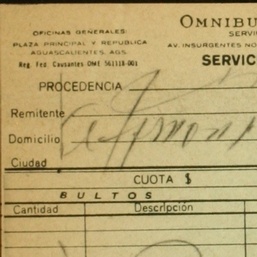 OMNIBU
OFICINAS GENERALES:
SERVI
PLAZA PRINCIPAL Y REPUBLICA
AV. INSURGENTES NO
AGUASCALIENTES, AGS.
Reg. Fed. Causantes OME 561118-001
SERVIC
PROCEDENCIA
Remitente
Domicilio
Ciudad
CUOTA $
BULTOS
Cantidad Descripción